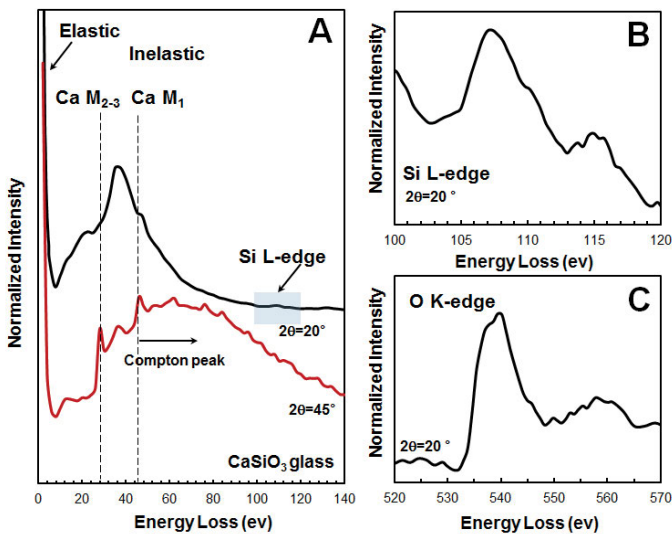 A
Elastic
Inelastic
Ca M2-3
Ca M1
Si L-edge
2θ=20°
Compton peak
2θ=45°
CaSiO3 glass
Normalized Intensity
0 20 40 60 80 100 120 140
Energy Loss (ev)
B
Si L-edge
2θ=20 °
Normalized Intensity
100 105 110 115 120
Energy Loss (ev)
C
O K-edge
2θ=20 °
Normalized Intensity
520 530 540 550 560 570
Energy Loss (ev)